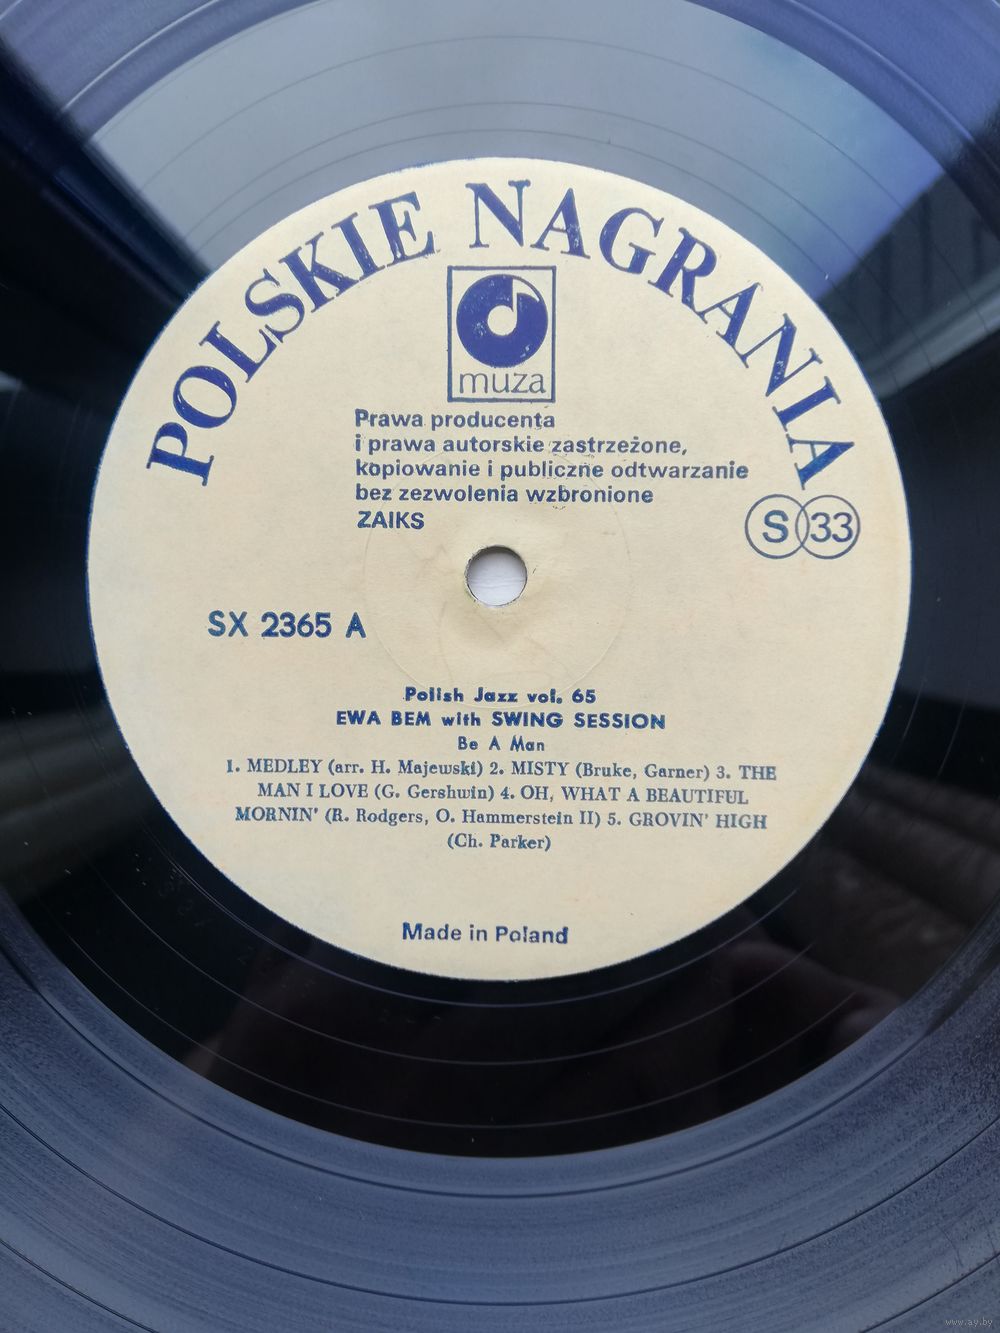 POLSKIE NAGRANIA
muza
Prawa producenta
i prawa autorskie zastrzeżone,
kopiowanie i publiczne odtwarzanie
bez zezwolenia wzbronione
ZAIKS
S 33
SX 2365 A
Polish Jazz vol. 65
EWA BEM with SWING SESSION
Be A Man
1. MEDLEY (arr. H. Majewski) 2. MISTY (Bruke, Garner) 3. THE
MAN I LOVE (G. Gershwin) 4. OH, WHAT A BEAUTIFUL
MORNIN' (R. Rodgers, O. Hammerstein II) 5. GROVIN' HIGH
(Ch. Parker)
Made in Poland
www.ay.by